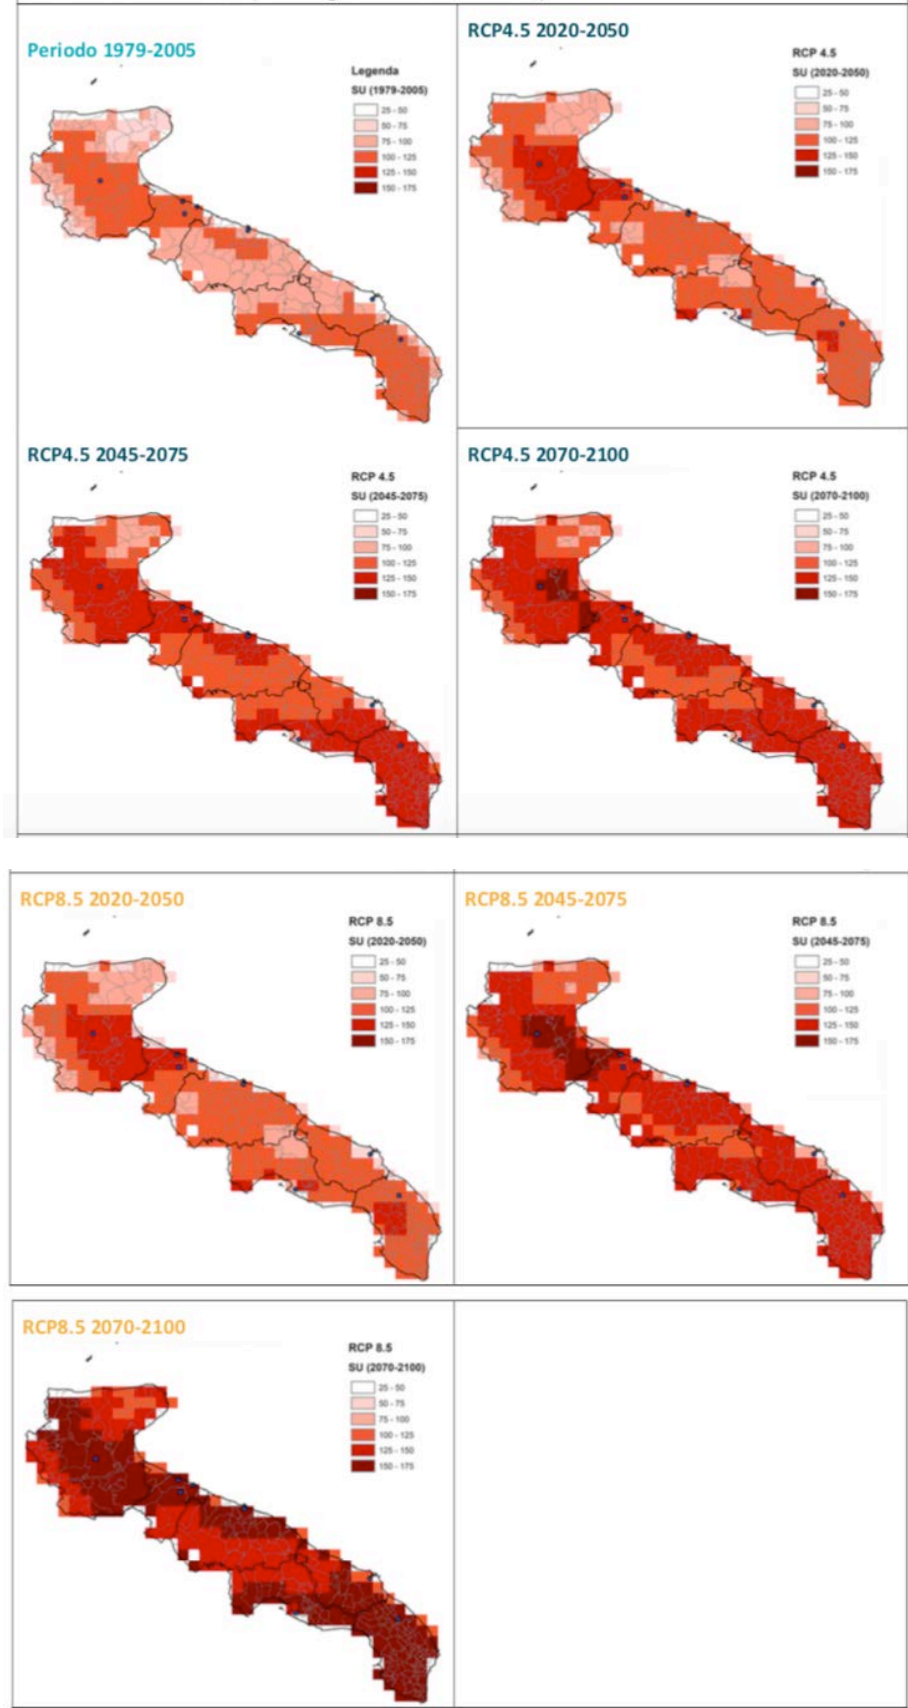 Periodo 1979-2005
Legenda
SU (1979-2005)
25 - 50
50 - 75
75 - 100
100 - 125
125 - 150
150 - 175
RCP4.5 2020-2050
RCP 4.5
SU (2020-2050)
25 - 50
50 - 75
75 - 100
100 - 125
125 - 150
150 - 175
RCP4.5 2045-2075
RCP 4.5
SU (2045-2075)
25 - 50
50 - 75
75 - 100
100 - 125
125 - 150
150 - 175
RCP4.5 2070-2100
RCP 4.5
SU (2070-2100)
25 - 50
50 - 75
75 - 100
100 - 125
125 - 150
150 - 175
RCP8.5 2020-2050
RCP 8.5
SU (2020-2050)
25 - 50
50 - 75
75 - 100
100 - 125
125 - 150
150 - 175
RCP8.5 2045-2075
RCP 8.5
SU (2045-2075)
25 - 50
50 - 75
75 - 100
100 - 125
125 - 150
150 - 175
RCP8.5 2070-2100
RCP 8.5
SU (2070-2100)
25 - 50
50 - 75
75 - 100
100 - 125
125 - 150
150 - 175